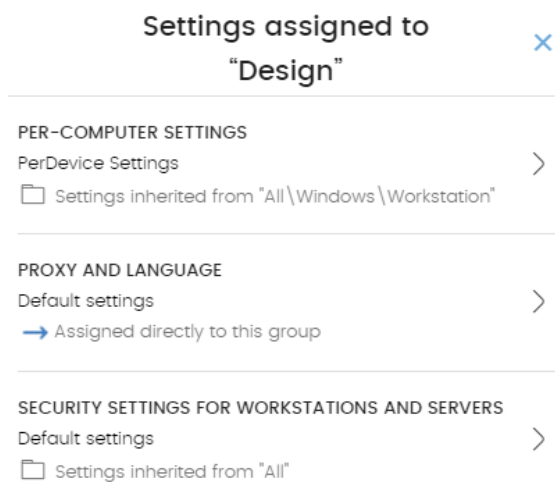 Settings assigned to
“Design”
PER-COMPUTER SETTINGS
PerDevice Settings
Settings inherited from "All\Windows\Workstation"
PROXY AND LANGUAGE
Default settings
Assigned directly to this group
SECURITY SETTINGS FOR WORKSTATIONS AND SERVERS
Default settings
Settings inherited from "All"